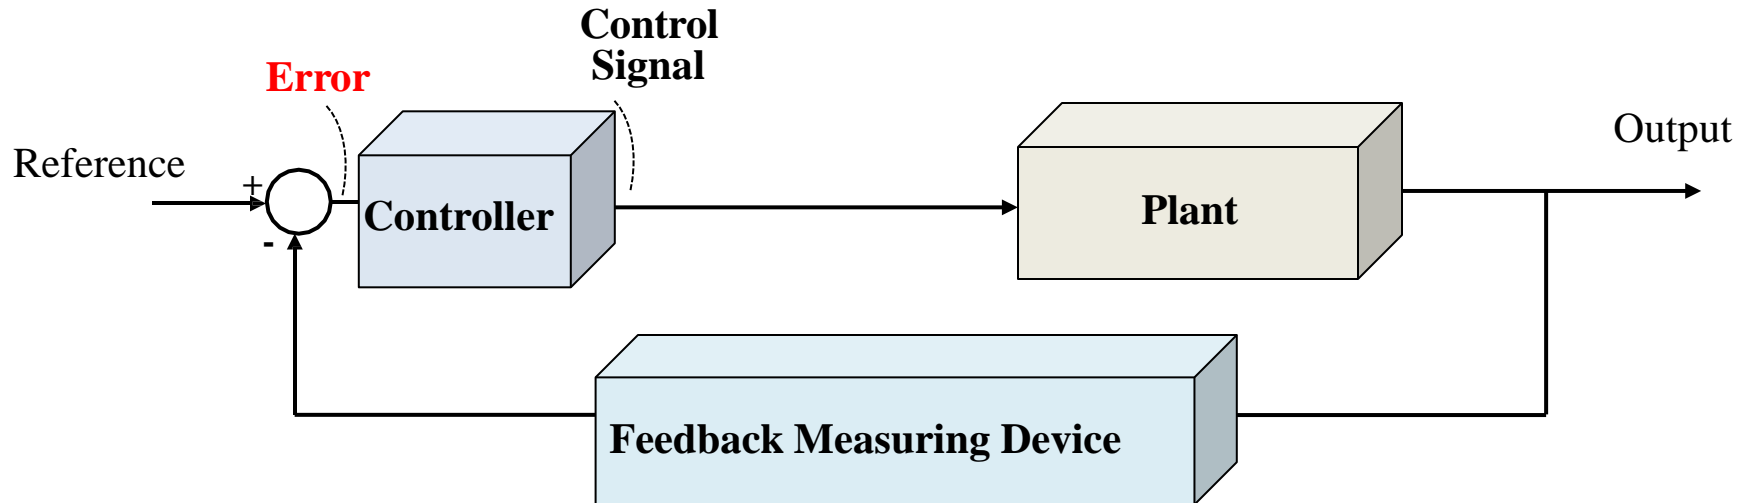 Control
Signal
Error
Reference
Output
+
-
Controller
Plant
Feedback Measuring Device